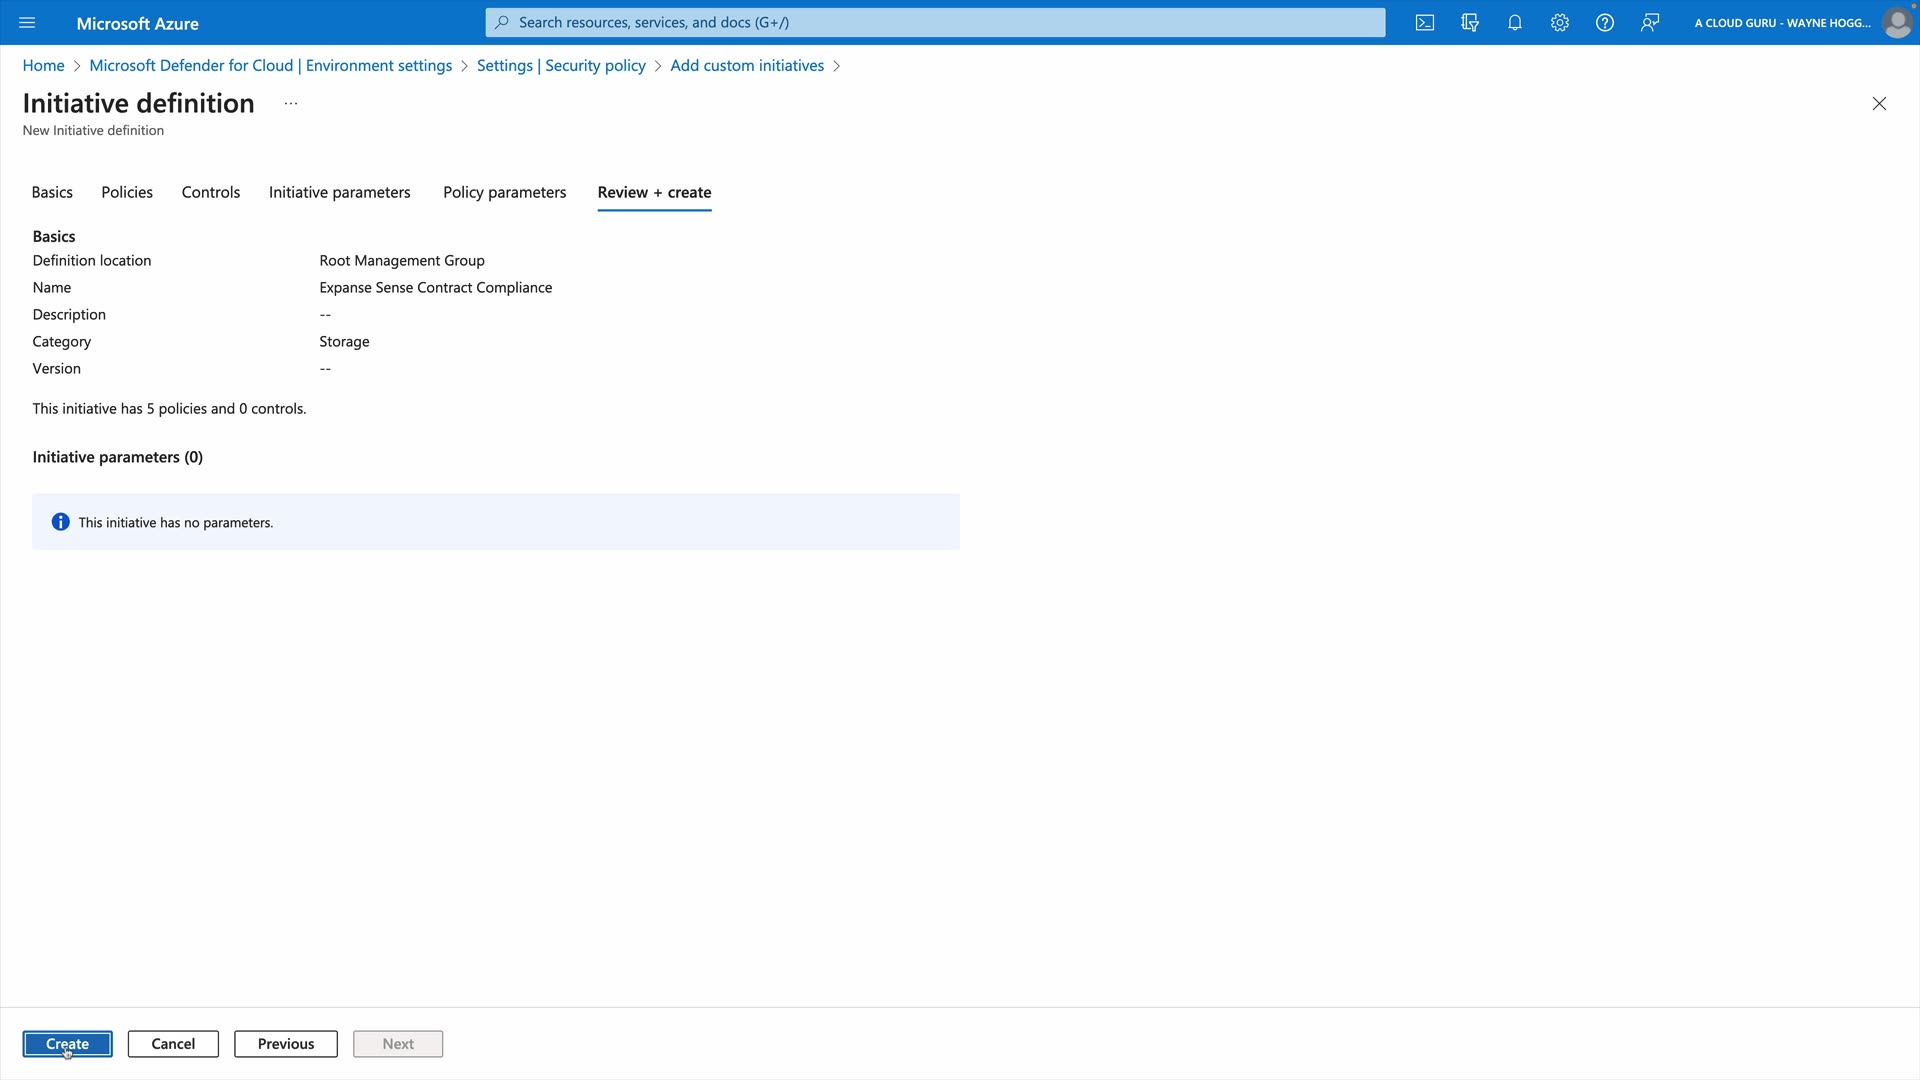 Microsoft Azure
Search resources, services, and docs (G+/)
A CLOUD GURU - WAYNE HOGG...
Home > Microsoft Defender for Cloud | Environment settings > Settings | Security policy > Add custom initiatives >
Initiative definition ...
New Initiative definition
Basics Policies Controls Initiative parameters Policy parameters Review + create
Basics
Definition location Root Management Group
Name Expanse Sense Contract Compliance
Description --
Category Storage
Version --
This initiative has 5 policies and 0 controls.
Initiative parameters (0)
This initiative has no parameters.
Create Cancel Previous Next